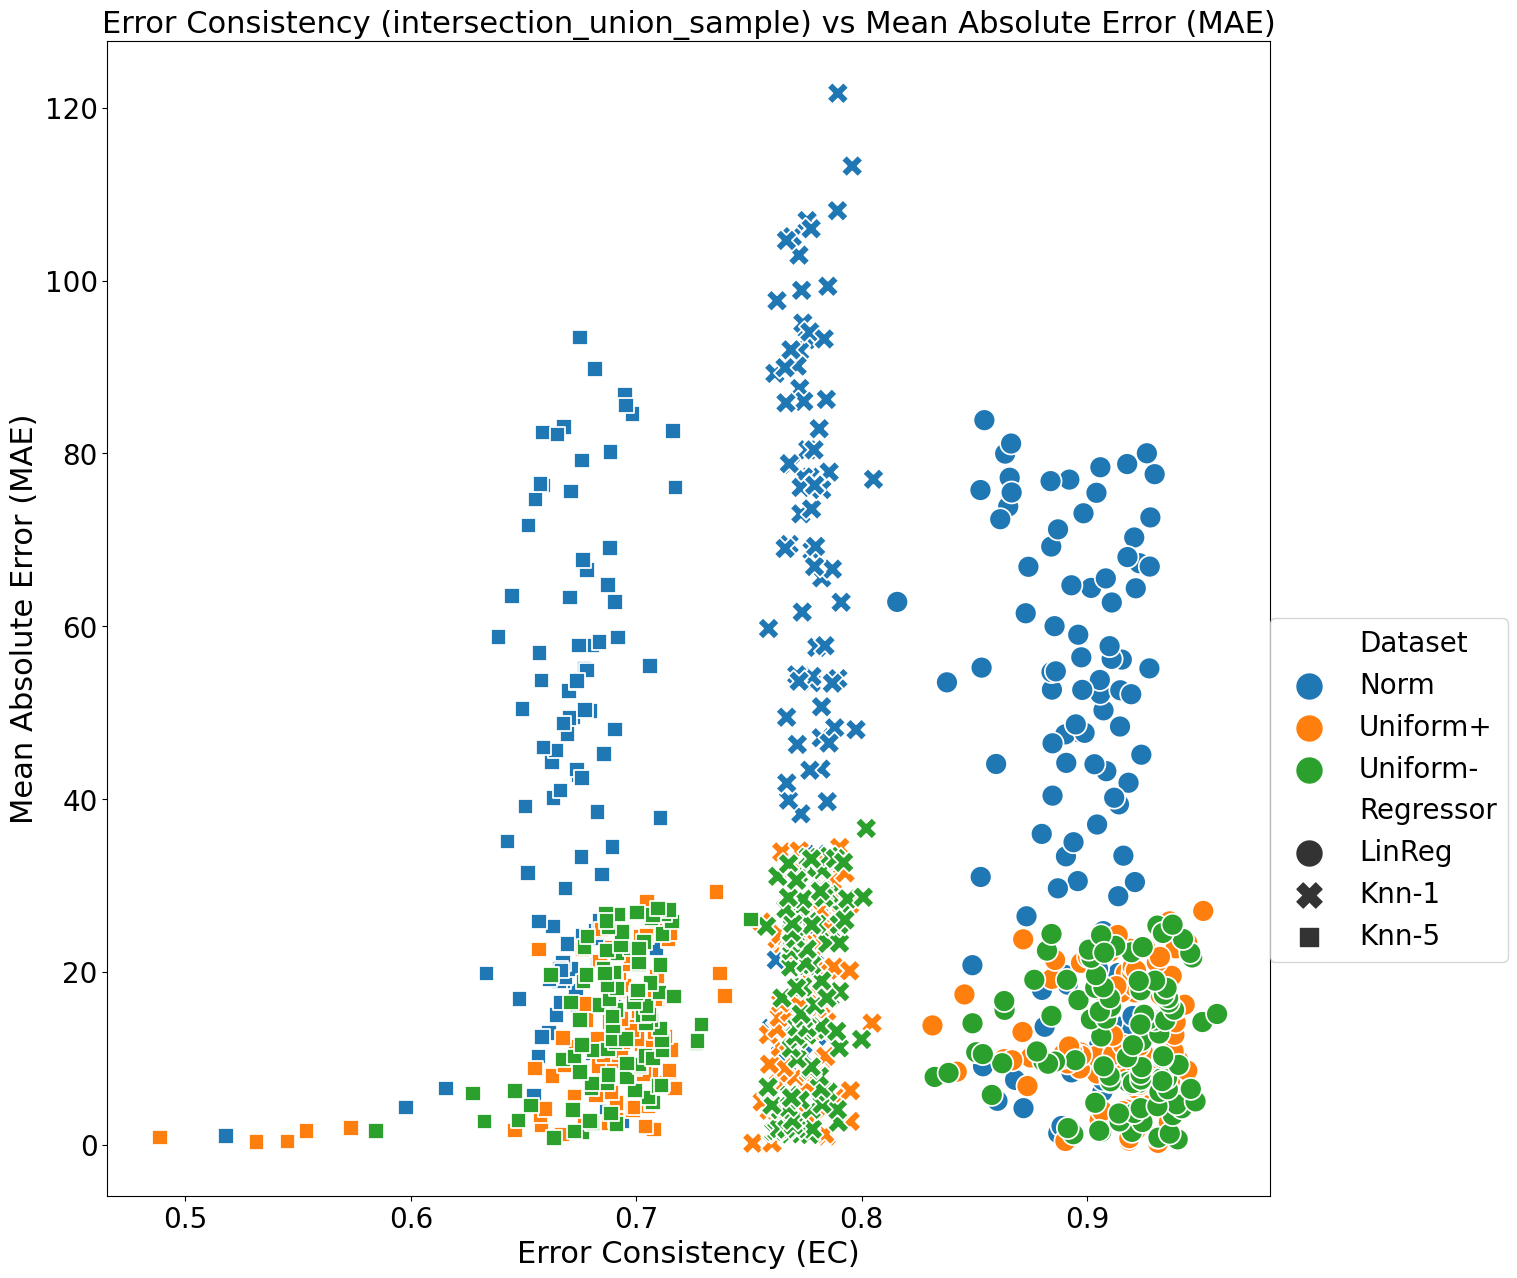 Error Consistency (intersection_union_sample) vs Mean Absolute Error (MAE)
Mean Absolute Error (MAE)
120
100
80
60
40
20
0
0.5 0.6 0.7 0.8 0.9
Error Consistency (EC)
Dataset
Norm
Uniform+
Uniform-
Regressor
LinReg
Knn-1
Knn-5